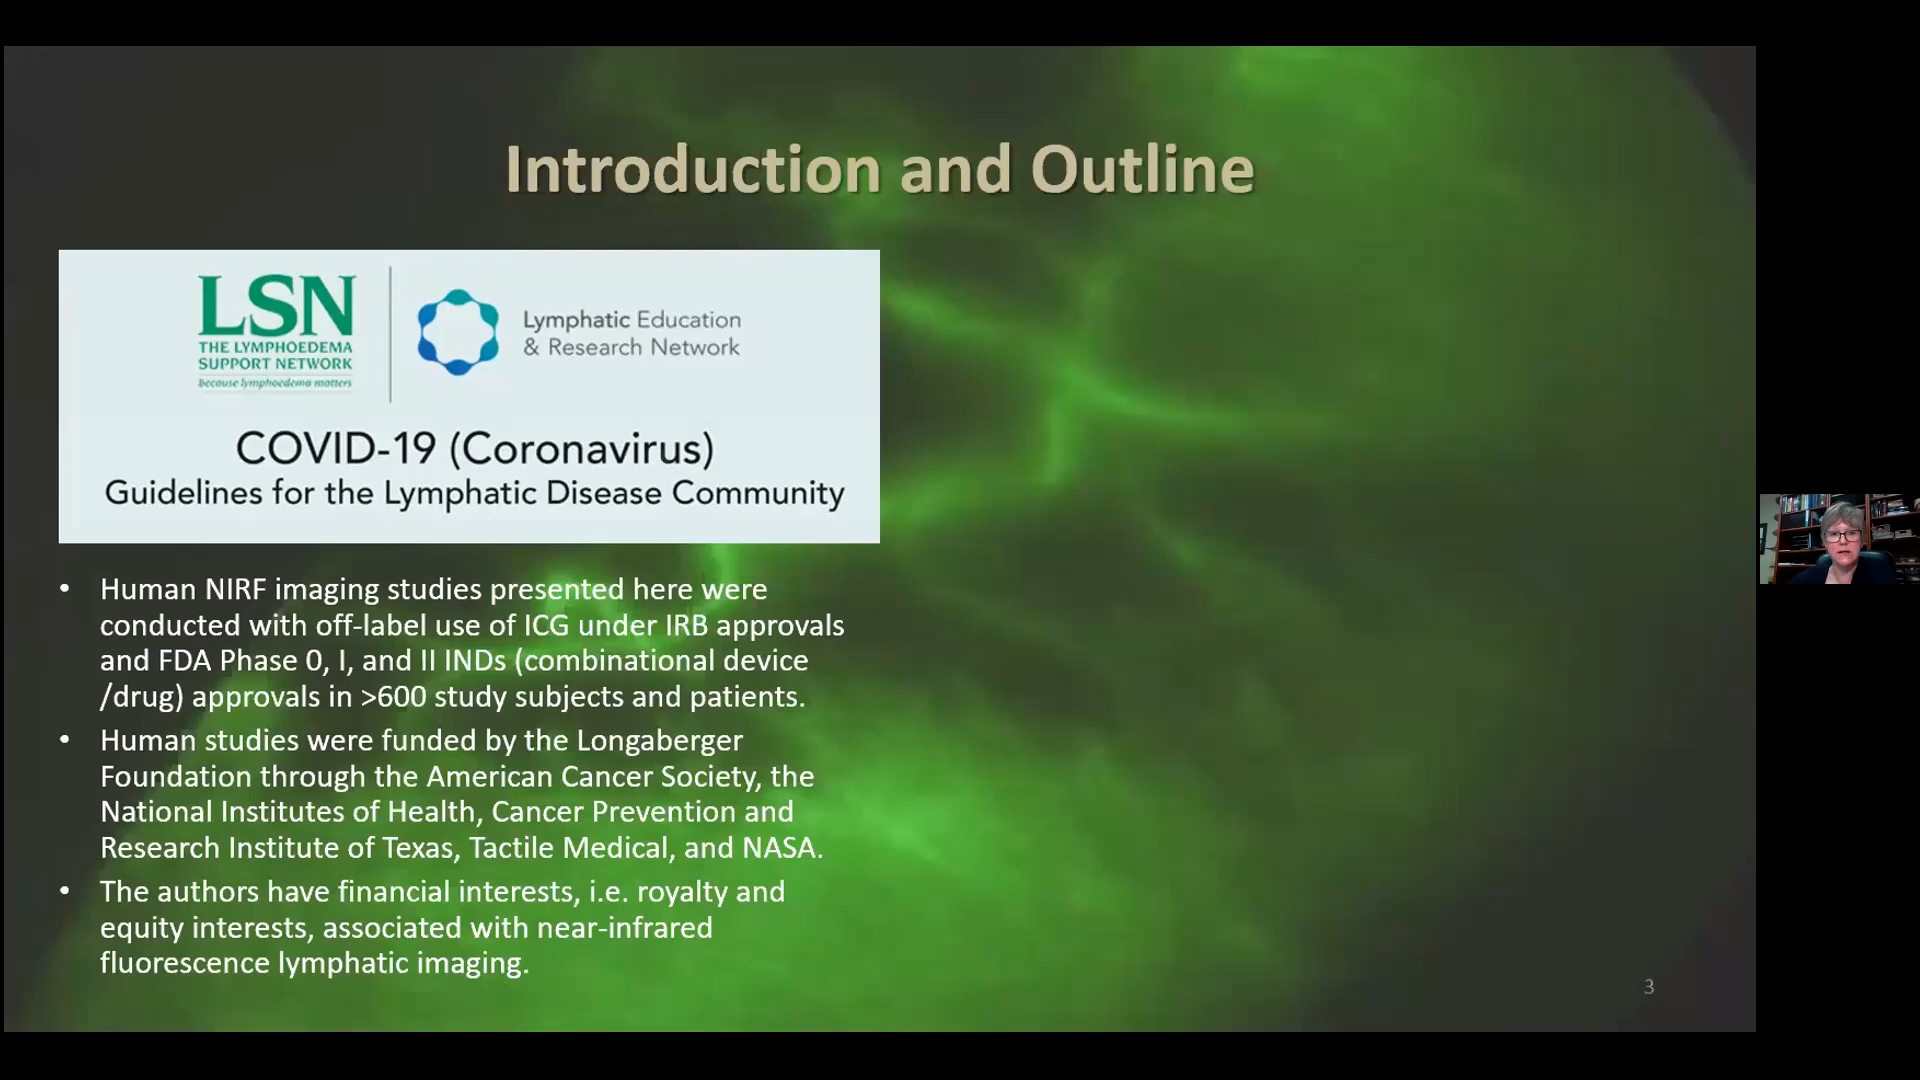 Introduction and Outline
LSN
THE LYMPHOEDEMA
SUPPORT NETWORK
because lymphoedema matters
Lymphatic Education
& Research Network
COVID-19 (Coronavirus)
Guidelines for the Lymphatic Disease Community
• Human NIRF imaging studies presented here were
conducted with off-label use of ICG under IRB approvals
and FDA Phase 0, I, and II INDs (combinational device
/drug) approvals in >600 study subjects and patients.
• Human studies were funded by the Longaberger
Foundation through the American Cancer Society, the
National Institutes of Health, Cancer Prevention and
Research Institute of Texas, Tactile Medical, and NASA.
• The authors have financial interests, i.e. royalty and
equity interests, associated with near-infrared
fluorescence lymphatic imaging.
3